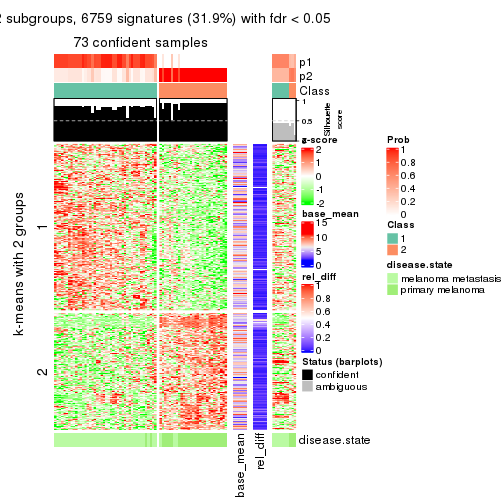 2 subgroups, 6759 signatures (31.9%) with fdr < 0.05
73 confident samples
p1
p2
Class
1
0.5
0
Silhouette
score
k-means with 2 groups
1
2
base_mean
rel_diff
disease.state
z-score
2
1
0
-1
-2
base_mean
15
10
5
0
rel_diff
1
0.8
0.6
0.4
0.2
0
Status (barplots)
confident
ambiguous
Prob
1
0.8
0.6
0.4
0.2
0
Class
1
2
disease.state
melanoma metastasis
primary melanoma